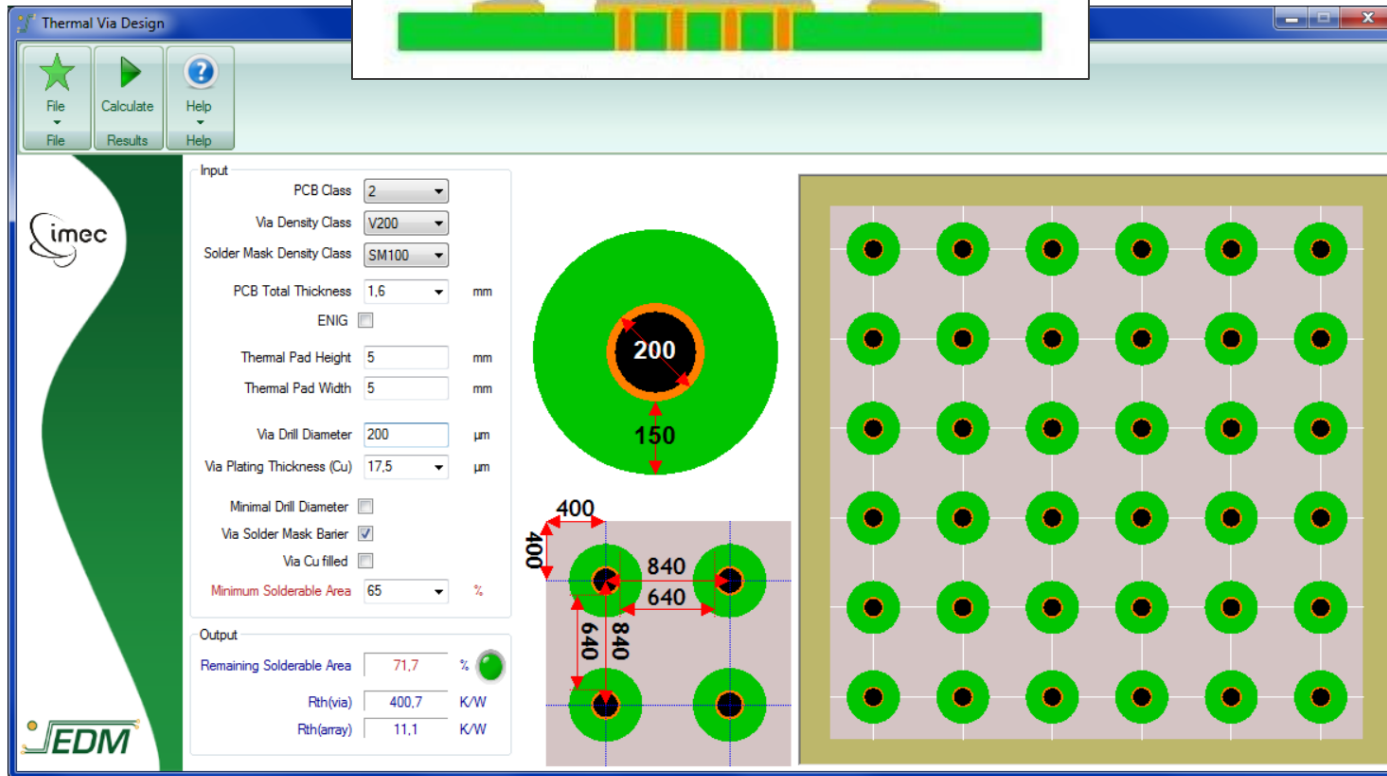 Thermal Via Design
File
Calculate
Help
File
Results
Help
imec
EDM
Input
PCB Class 2
Via Density Class V200
Solder Mask Density Class SM100
PCB Total Thickness 1,6 mm
ENIG
Thermal Pad Height 5 mm
Thermal Pad Width 5 mm
Via Drill Diameter 200 µm
Via Plating Thickness (Cu) 17,5 µm
Minimal Drill Diameter
Via Solder Mask Barier
Via Cu filled
Minimum Solderable Area 65 %
Output
Remaining Solderable Area 71,7 %
Rth(via) 400,7 K/W
Rth(array) 11,1 K/W
200
150
400
400
840
640
640
840